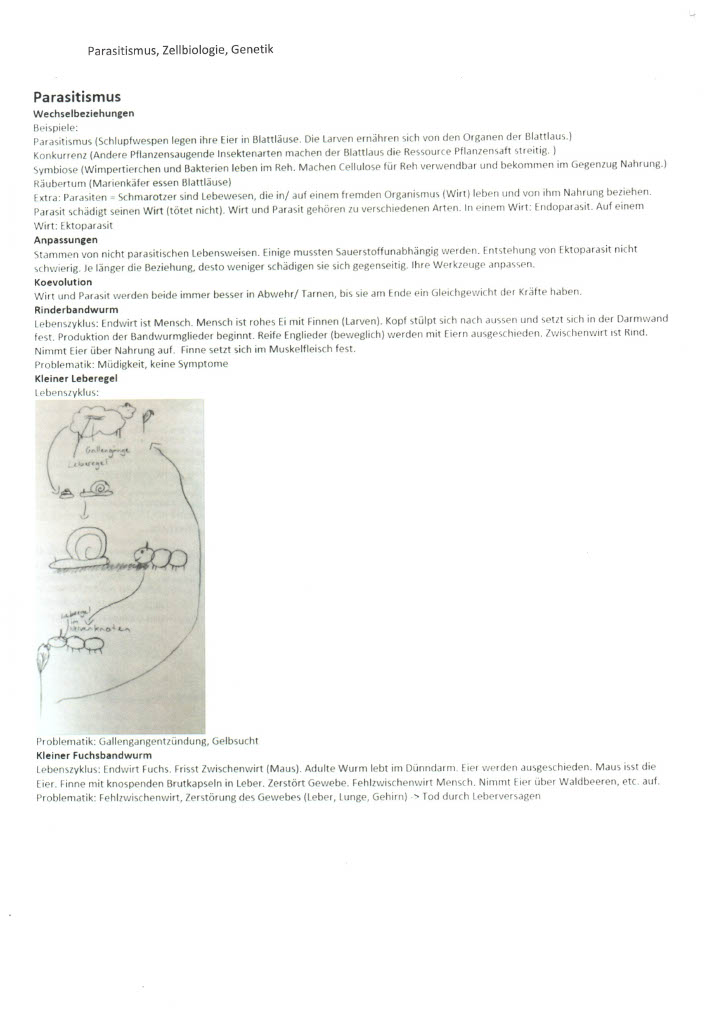 Parasitismus, Zellbiologie, Genetik
Parasitismus
Wechselbeziehungen
Beispiele:
Parasitismus (Schlupfwespen legen ihre Eier in Blattläuse. Die Larven ernähren sich von den Organen der Blattlaus.)
Konkurrenz (Andere Pflanzensaugende Insektenarten machen der Blattlaus die Ressource Pflanzensaft streitig. )
Symbiose (Wimpertierchen und Bakterien leben im Reh. Machen Cellulose für Reh verwendbar und bekommen im Gegenzug Nahrung.)
Räubertum (Marienkäfer essen Blattläuse)
Extra: Parasiten = Schmarotzer sind Lebewesen, die in/ auf einem fremden Organismus (Wirt) leben und von ihm Nahrung beziehen.
Parasit schädigt seinen Wirt (tötet nicht). Wirt und Parasit gehören zu verschiedenen Arten. In einem Wirt: Endoparasit. Auf einem
Wirt: Ektoparasit
Anpassungen
Stammen von nicht parasitischen Lebensweisen. Einige mussten Sauerstoffunabhängig werden. Entstehung von Ektoparasit nicht
schwierig. Je länger die Beziehung, desto weniger schädigen sie sich gegenseitig. Ihre Werkzeuge anpassen.
Koevolution
Wirt und Parasit werden beide immer besser in Abwehr/ Tarnen, bis sie am Ende ein Gleichgewicht der Kräfte haben.
Rinderbandwurm
Lebenszyklus: Endwirt ist Mensch. Mensch ist rohes Ei mit Finnen (Larven). Kopf stülpt sich nach aussen und setzt sich in der Darmwand
fest. Produktion der Bandwurmglieder beginnt. Reife Englieder (beweglich) werden mit Eiern ausgeschieden. Zwischenwirt ist Rind.
Nimmt Eier über Nahrung auf. Finne setzt sich im Muskelfleisch fest.
Problematik: Müdigkeit, keine Symptome
Kleiner Leberegel
Lebenszyklus:
Gallengänge
Leberegel
Leberegel
im
Problematik: Gallengangentzündung, Gelbsucht
Kleiner Fuchsbandwurm
Lebenszyklus: Endwirt Fuchs. Frisst Zwischenwirt (Maus). Adulte Wurm lebt im Dünndarm. Eier werden ausgeschieden. Maus isst die
Eier. Finne mit knospenden Brutkapseln in Leber. Zerstört Gewebe. Fehlzwischenwirt Mensch. Nimmt Eier über Waldbeeren, etc. auf.
Problematik: Fehlzwischenwirt, Zerstörung des Gewebes (Leber, Lunge, Gehirn) -> Tod durch Leberversagen